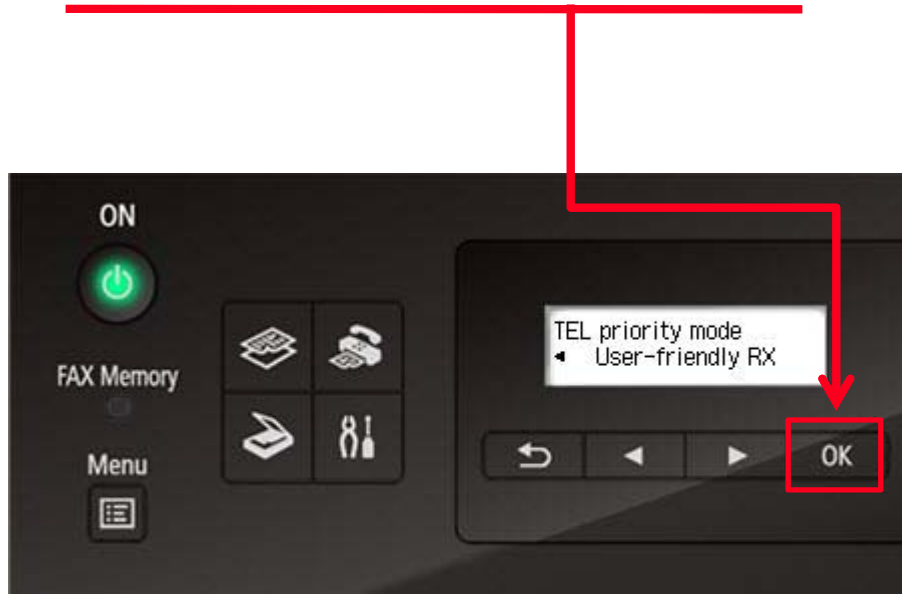 ON
FAX Memory
Menu
TEL priority mode
◄ User-friendly RX
OK